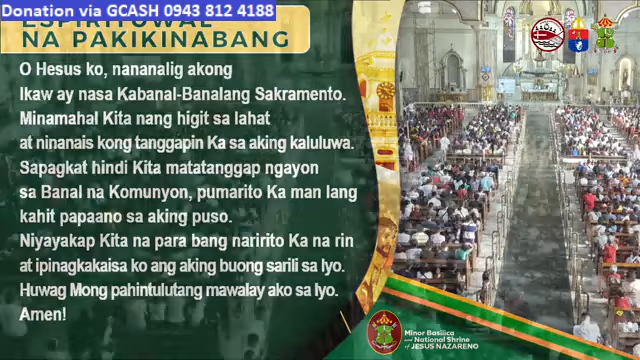 Donation via GCASH 0943 812 4188
ESPIRITUWAL
NA PAKIKINABANG
O Hesus ko, nananalig akong
Ikaw ay nasa Kabanal-Banalang Sakramento.
Minamahal Kita nang higit sa lahat
at ninanais kong tanggapin Ka sa aking kaluluwa.
Sapagkat hindi Kita matatanggap ngayon
sa Banal na Komunyon, pumarito Ka man lang
kahit papaano sa aking puso.
Niyayakap Kita na para bang naririto Ka na rin
at ipinagkakaisa ko ang aking buong sarili sa Iyo.
Huwag Mong pahintulutang mawalay ako sa Iyo.
Amen!
Minor Basilica
and National Shrine
of JESUS NAZARENO